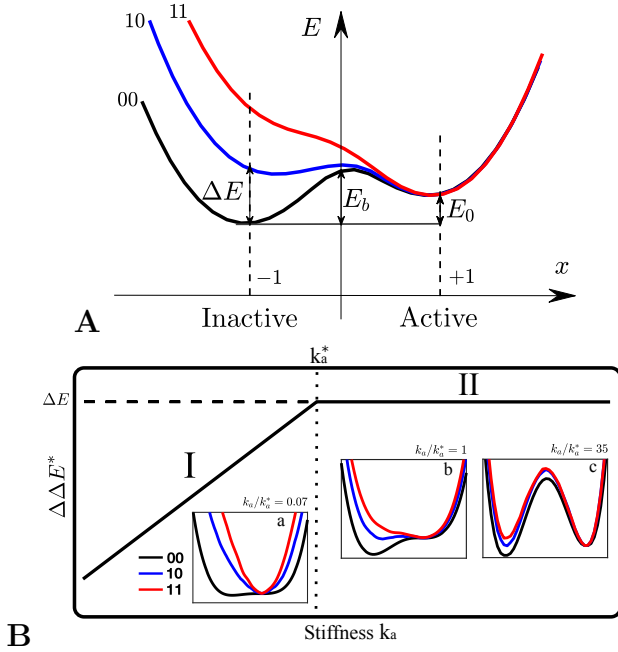 11
10
E
00
ΔE
E_b
E_0
−1
+1
x
A
Inactive
Active
k_a^*
II
ΔE
I
ΔΔE^*
k_a/k_a^* = 0.07
a
k_a/k_a^* = 1
b
k_a/k_a^* = 35
c
00
10
11
B
Stiffness k_a